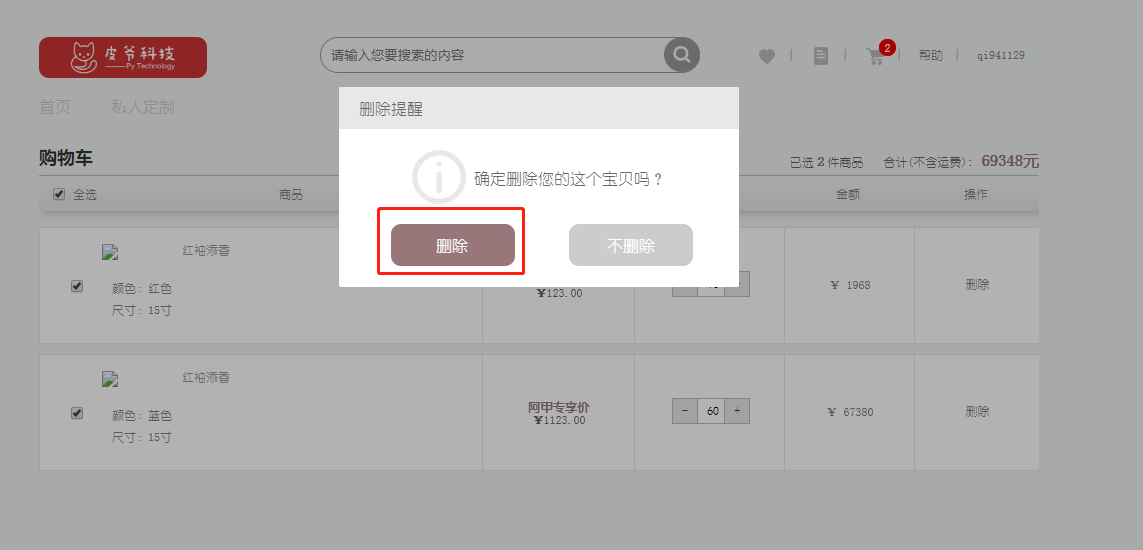 皮爷科技
Py Technology
请输入您要搜索的内容
2
帮助
qi941129
首页
私人定制
删除提醒
购物车
已选 2 件商品
合计(不含运费): 69348元
确定删除您的这个宝贝吗？
全选
商品
金额
操作
删除
不删除
红袖添香
颜色: 红色
尺寸: 15寸
¥123.00
¥ 1968
删除
红袖添香
颜色: 蓝色
尺寸: 15寸
阿甲专享价
¥1123.00
- 60 +
¥ 67380
删除